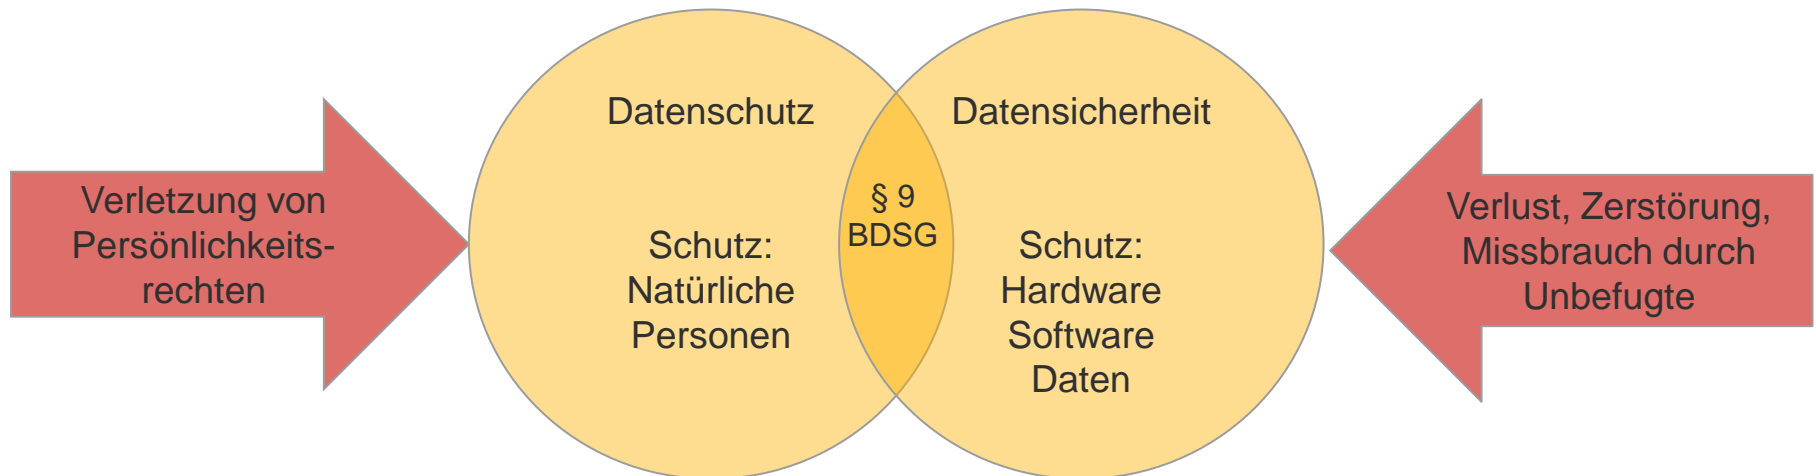 Verletzung von
Persönlichkeits-
rechten
Datenschutz
Schutz:
Natürliche
Personen
§ 9
BDSG
Datensicherheit
Schutz:
Hardware
Software
Daten
Verlust, Zerstörung,
Missbrauch durch
Unbefugte